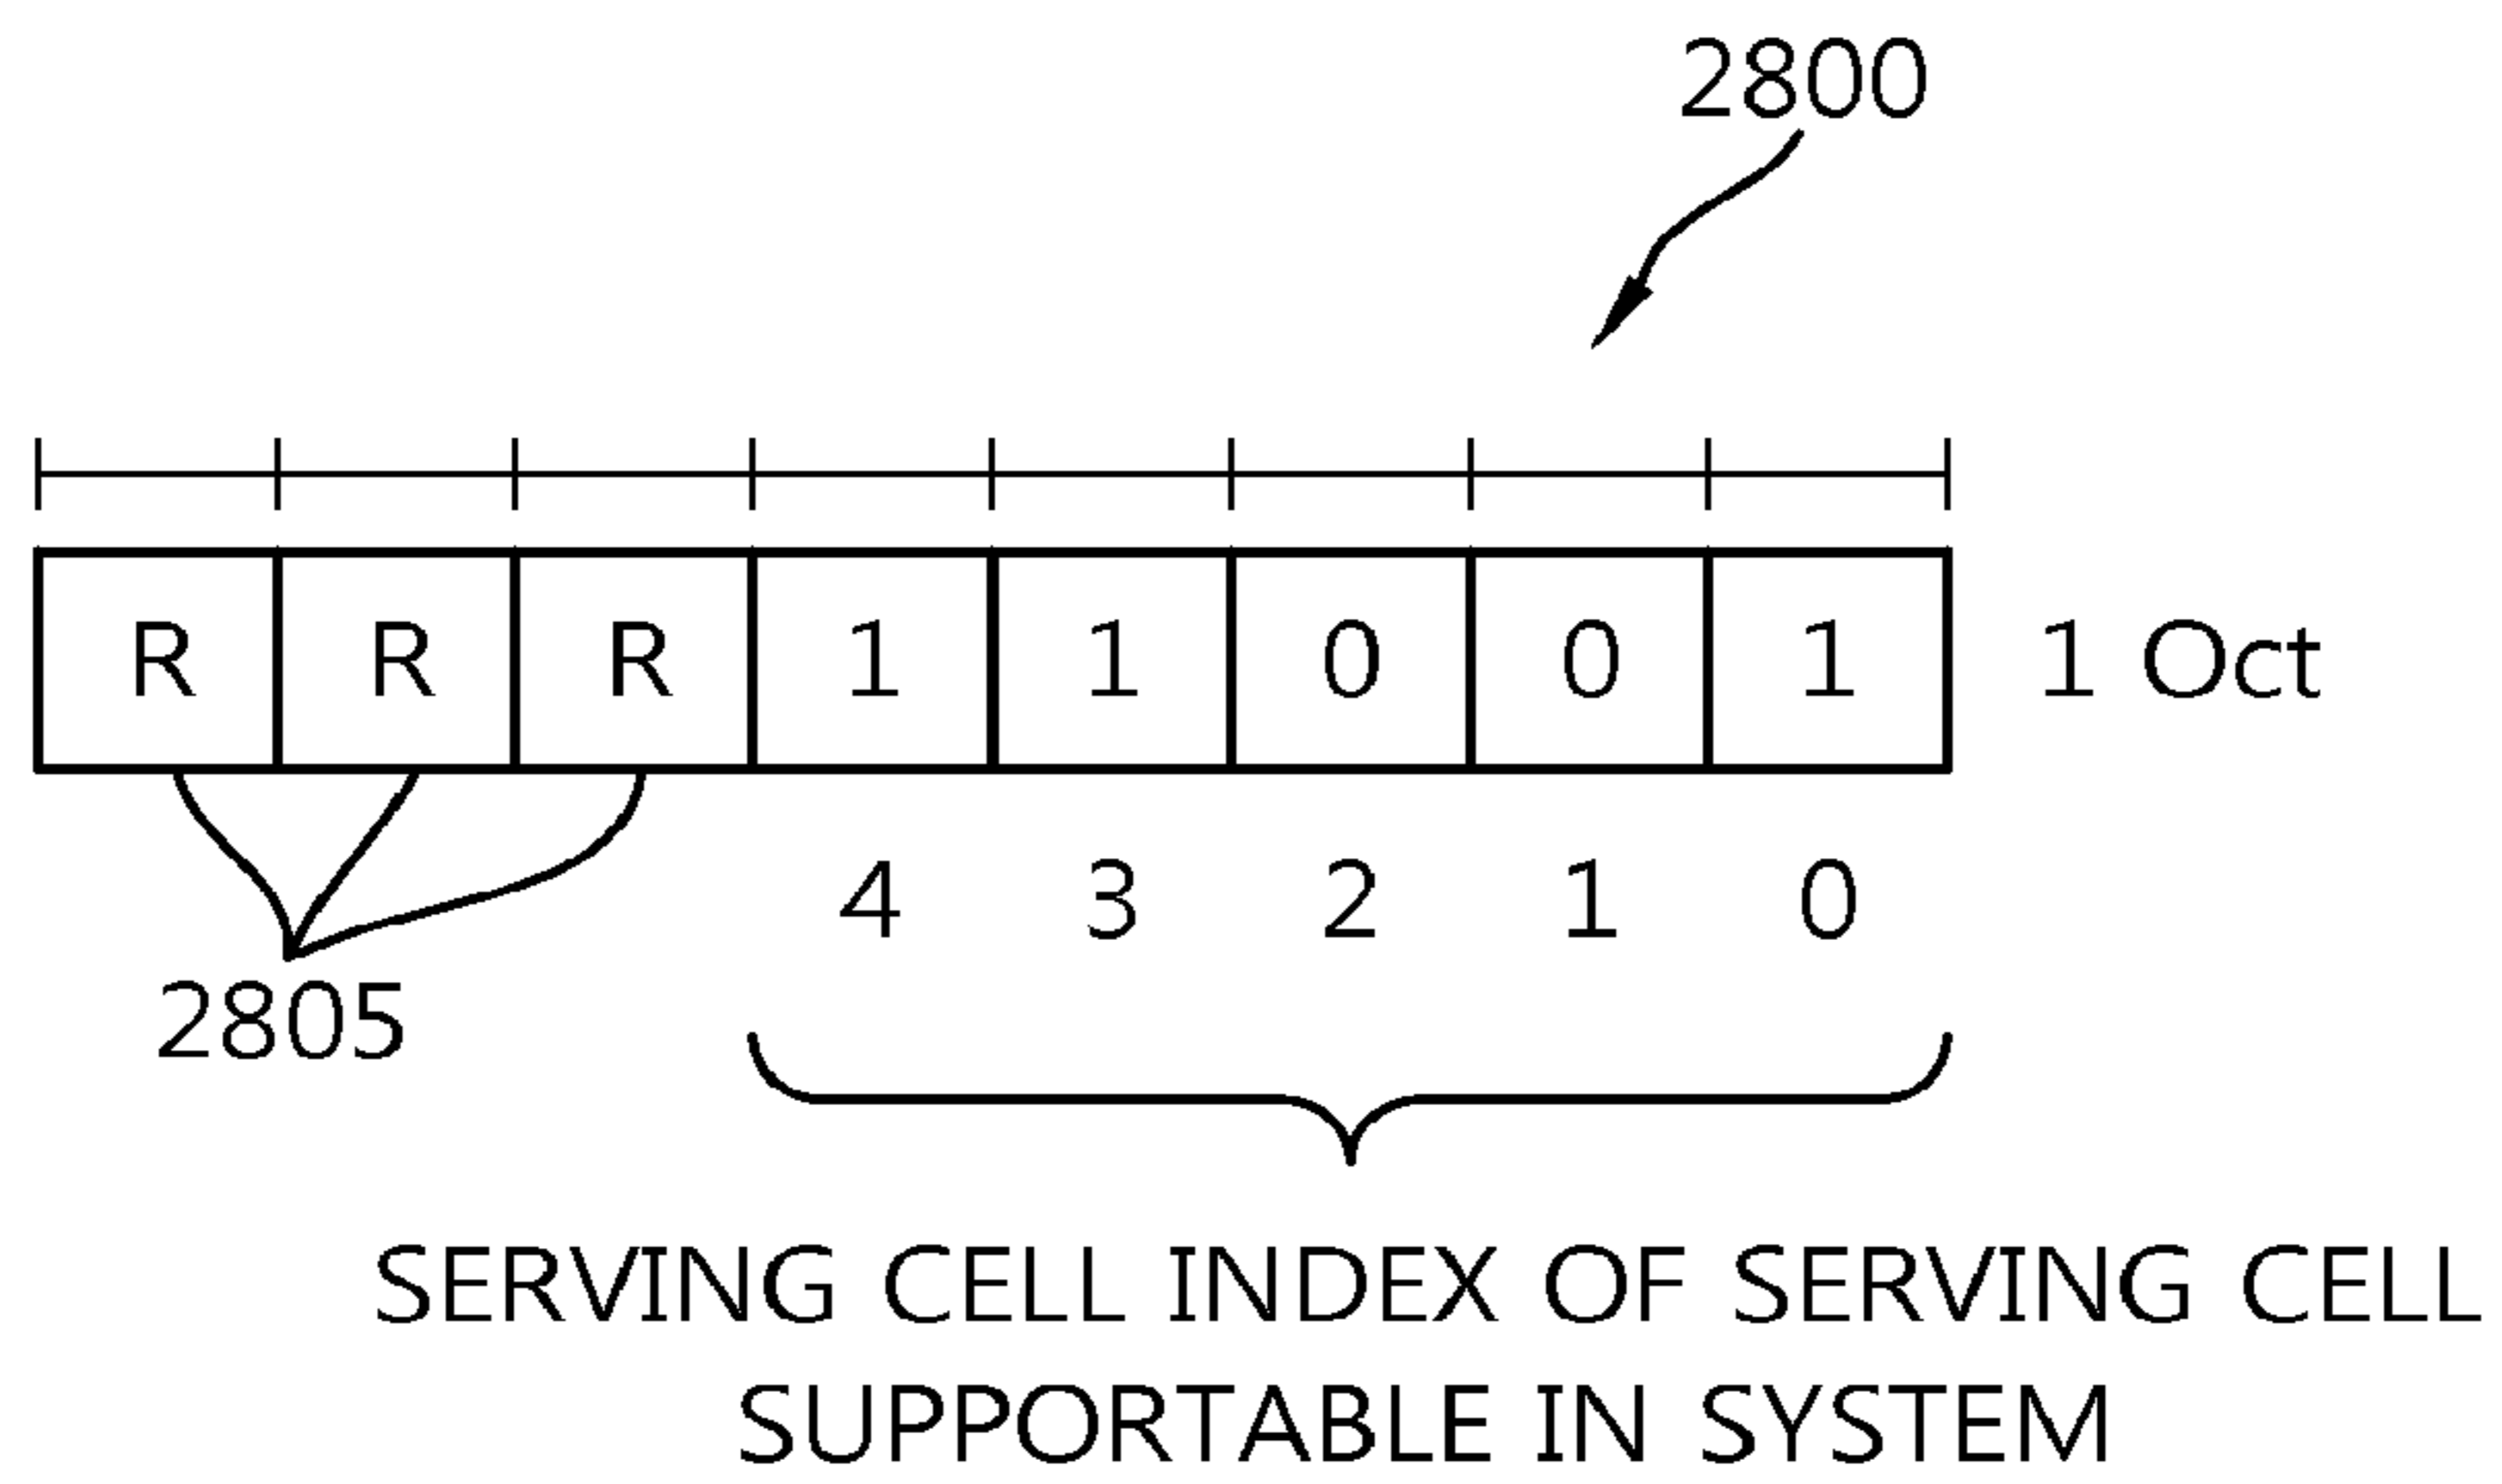 2800
R R R 1 1 0 0 1 1 Oct
4 3 2 1 0
2805
SERVING CELL INDEX OF SERVING CELL
SUPPORTABLE IN SYSTEM